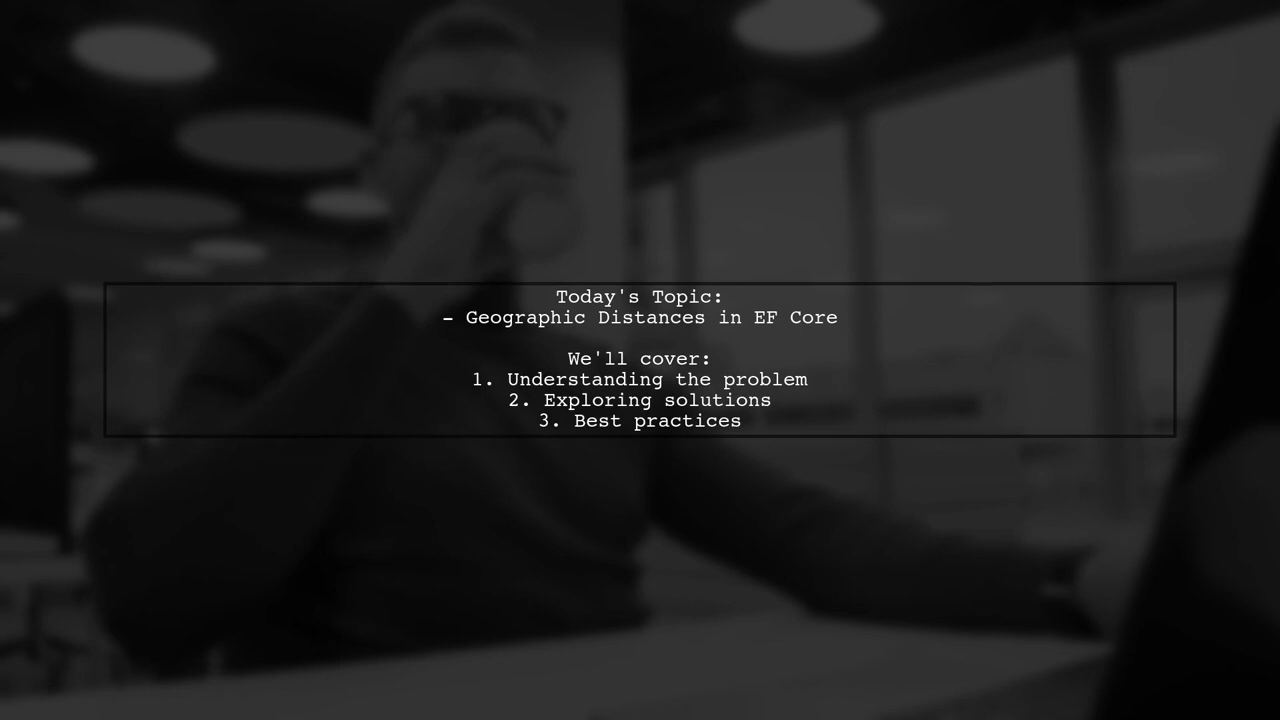 Today's Topic:
- Geographic Distances in EF Core
We'll cover:
1. Understanding the problem
2. Exploring solutions
3. Best practices